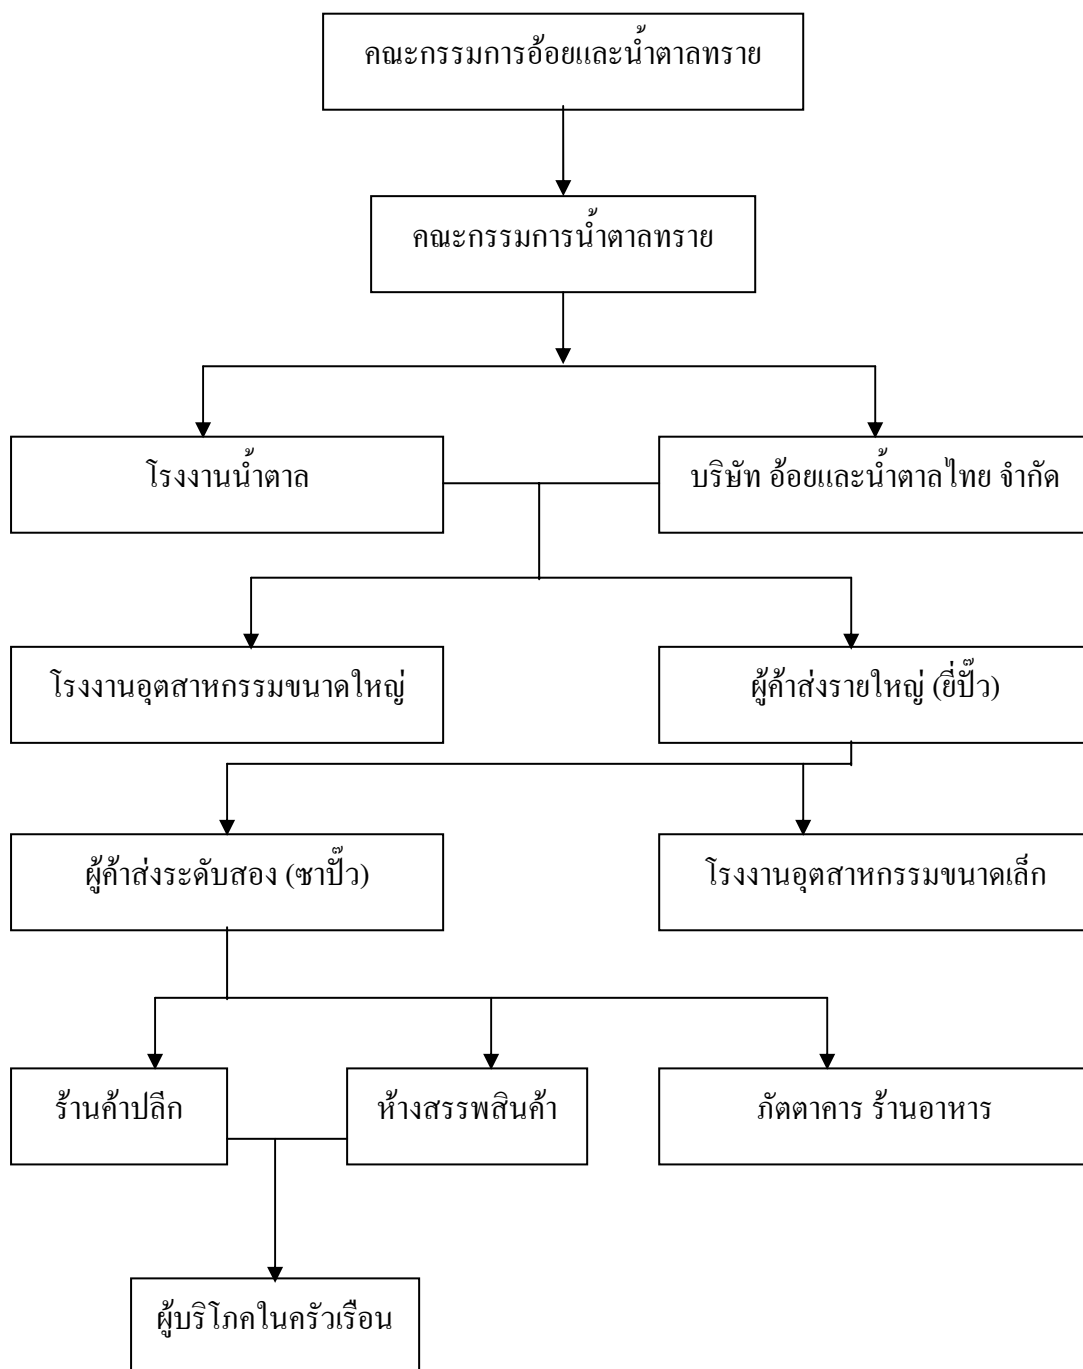 คณะกรรมการอ้อยและน้ำตาลทราย
คณะกรรมการน้ำตาลทราย
โรงงานน้ำตาล
บริษัท อ้อยและน้ำตาลไทย จำกัด
โรงงานอุตสาหกรรมขนาดใหญ่
ผู้ค้าส่งรายใหญ่ (ยี่ปั๊ว)
ผู้ค้าส่งระดับสอง (ซาปั๊ว)
โรงงานอุตสาหกรรมขนาดเล็ก
ร้านค้าปลีก
ห้างสรรพสินค้า
ภัตตาคาร ร้านอาหาร
ผู้บริโภคในครัวเรือน